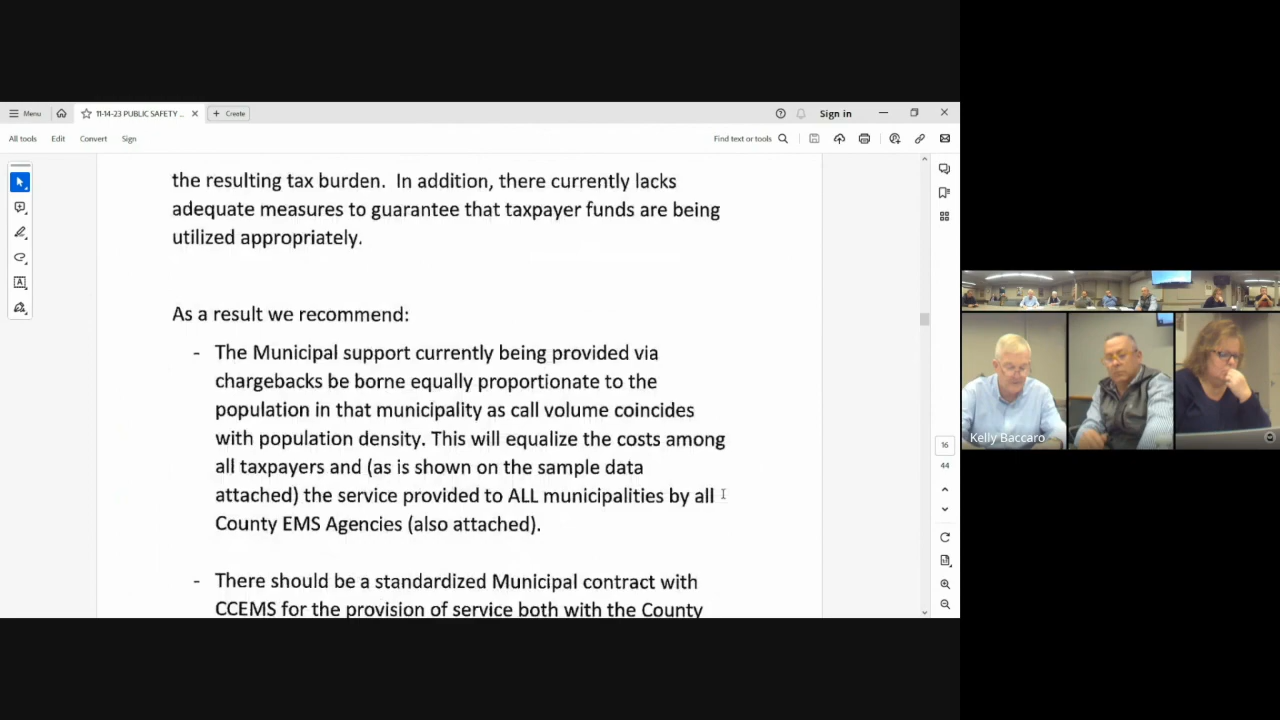 Menu
11-14-23 PUBLIC SAFETY ...
Create
Sign in
All tools
Edit
Convert
Sign
Find text or tools
the resulting tax burden. In addition, there currently lacks
adequate measures to guarantee that taxpayer funds are being
utilized appropriately.
As a result we recommend:
- The Municipal support currently being provided via
chargebacks be borne equally proportionate to the
population in that municipality as call volume coincides
with population density. This will equalize the costs among
all taxpayers and (as is shown on the sample data
attached) the service provided to ALL municipalities by all
County EMS Agencies (also attached).
- There should be a standardized Municipal contract with
CCEMS for the provision of service both with the County
16
44
Kelly Baccaro